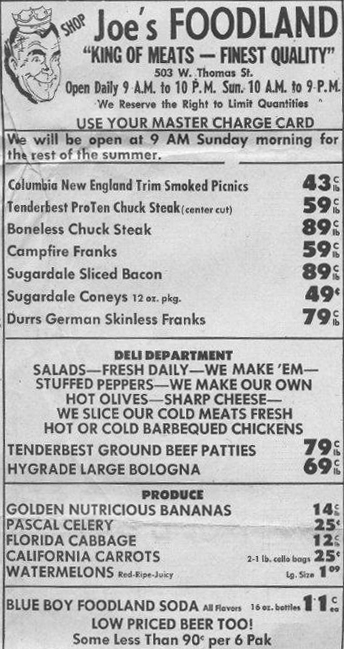 SHOP Joe's FOODLAND
"KING OF MEATS — FINEST QUALITY"
503 W. Thomas St.
Open Daily 9 A.M. to 10 P.M. Sun. 10 A.M. to 9 P.M.
We Reserve the Right to Limit Quantities
USE YOUR MASTER CHARGE CARD
We will be open at 9 AM Sunday morning for
the rest of the summer.
Columbia New England Trim Smoked Picnics 43¢ lb
Tenderbest ProTen Chuck Steak (center cut) 59¢ lb
Boneless Chuck Steak 89¢ lb
Campfire Franks 59¢ lb
Sugardale Sliced Bacon 89¢ lb
Sugardale Coneys 12 oz. pkg. 49¢
Durrs German Skinless Franks 79¢ lb
DELI DEPARTMENT
SALADS—FRESH DAILY—WE MAKE 'EM—
STUFFED PEPPERS—WE MAKE OUR OWN
HOT OLIVES—SHARP CHEESE—
WE SLICE OUR COLD MEATS FRESH
HOT OR COLD BARBEQUED CHICKENS
TENDERBEST GROUND BEEF PATTIES 79¢ lb
HYGRADE LARGE BOLOGNA 69¢ lb
PRODUCE
GOLDEN NUTRICIOUS BANANAS 14¢ lb
PASCAL CELERY 25¢
FLORIDA CABBAGE 12¢ lb
CALIFORNIA CARROTS 2-1 lb. cello bags 25¢
WATERMELONS Red-Ripe-Juicy Lg. Size 1.09
BLUE BOY FOODLAND SODA All Flavors 16 oz. bottles 11¢ ea
LOW PRICED BEER TOO!
Some Less Than 90¢ per 6 Pak